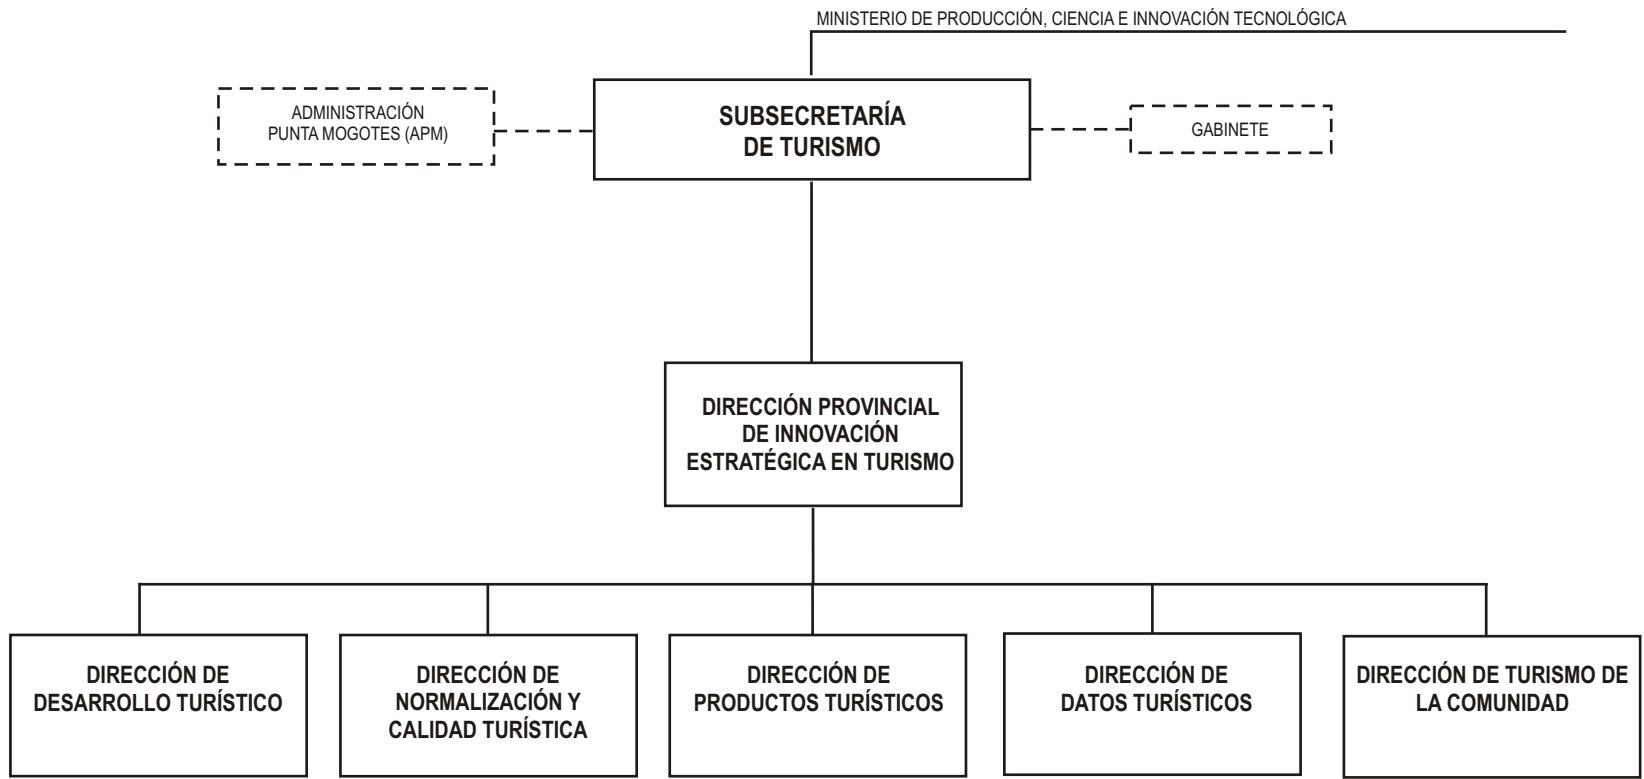 MINISTERIO DE PRODUCCIÓN, CIENCIA E INNOVACIÓN TECNOLÓGICA
ADMINISTRACIÓN
PUNTA MOGOTES (APM)
SUBSECRETARÍA
DE TURISMO
GABINETE
DIRECCIÓN PROVINCIAL
DE INNOVACIÓN
ESTRATÉGICA EN TURISMO
DIRECCIÓN DE
DESARROLLO TURÍSTICO
DIRECCIÓN DE
NORMALIZACIÓN Y
CALIDAD TURÍSTICA
DIRECCIÓN DE
PRODUCTOS TURÍSTICOS
DIRECCIÓN DE
DATOS TURÍSTICOS
DIRECCIÓN DE TURISMO DE
LA COMUNIDAD